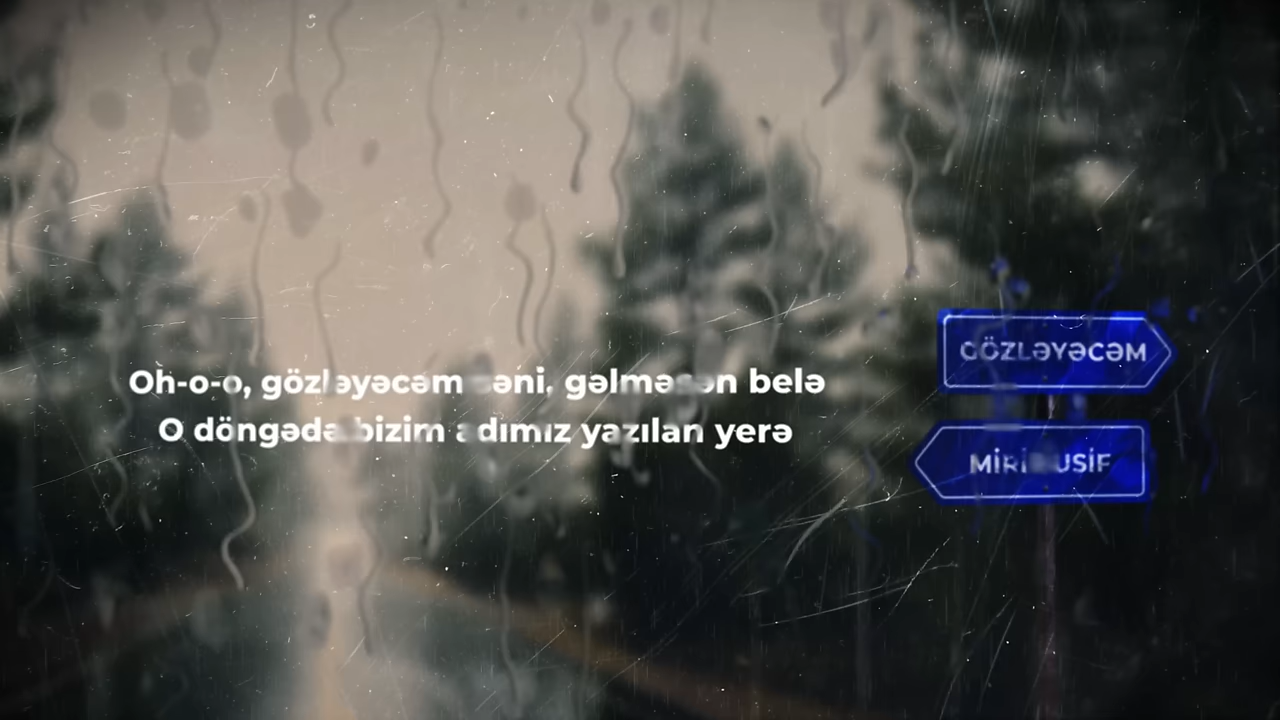 Oh-o-o, gözləyəcəm səni, gəlməsən belə
O döngədə bizim adımız yazılan yerə
GÖZLƏYƏCƏM
MİRİ YUSİF